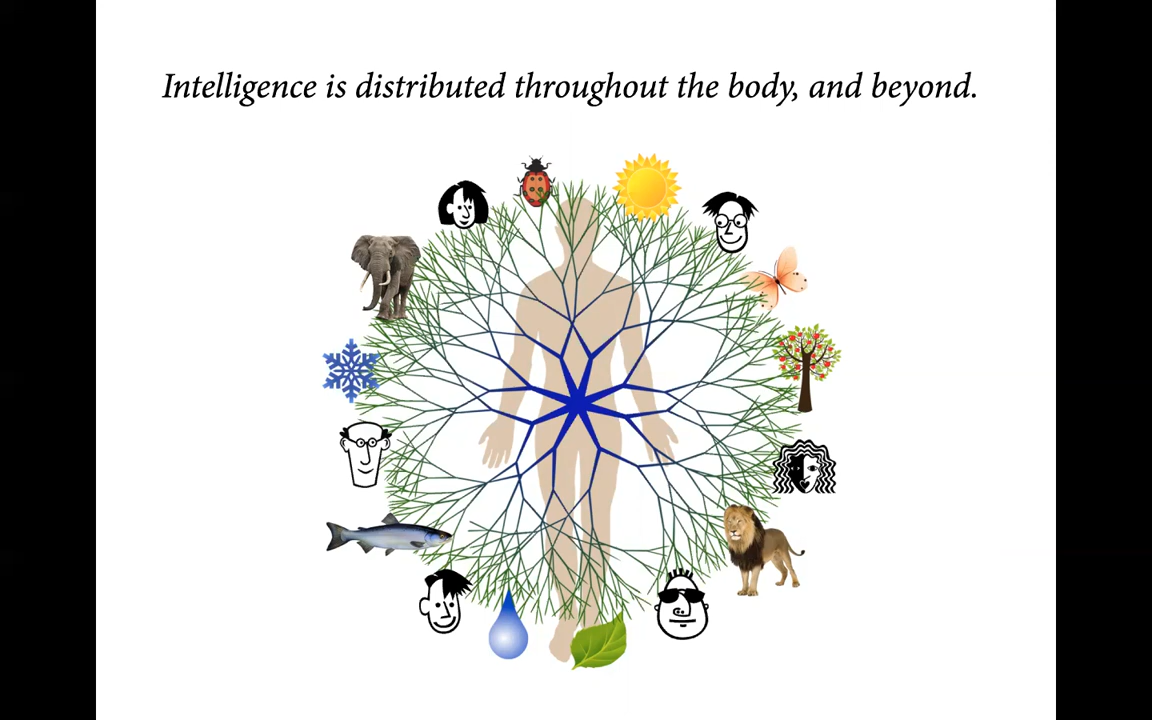 Intelligence is distributed throughout the body, and beyond.